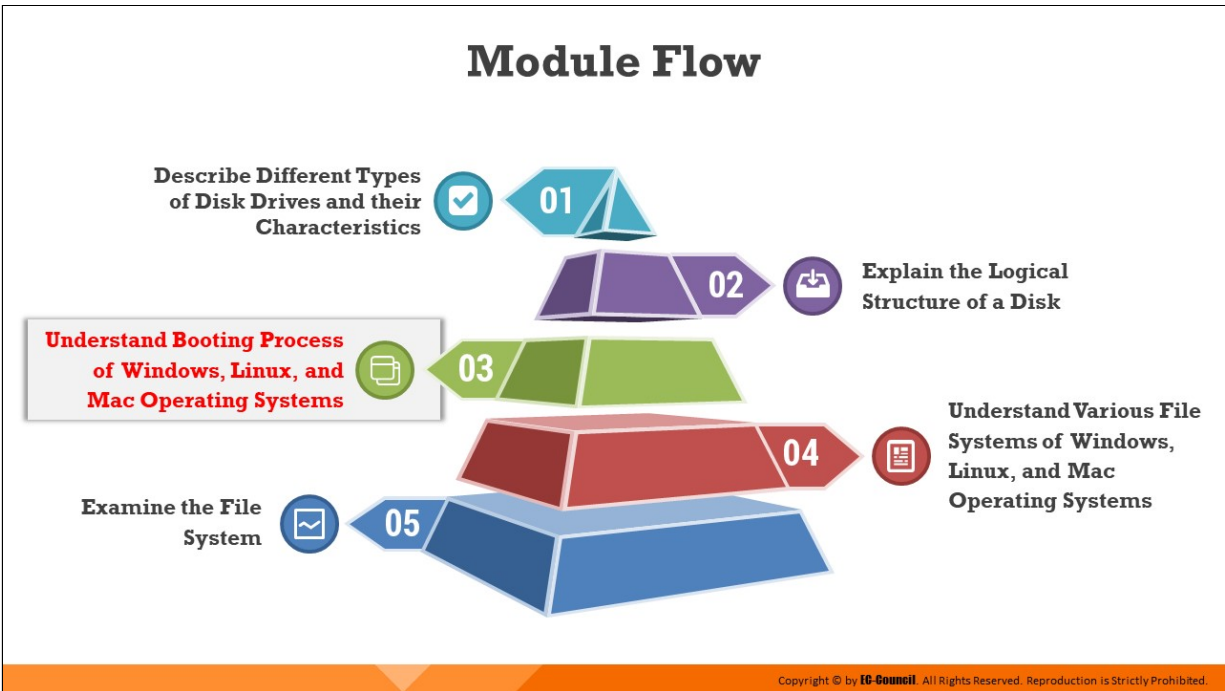 Module Flow
Describe Different Types
of Disk Drives and their
Characteristics
01
02
Explain the Logical
Structure of a Disk
Understand Booting Process
of Windows, Linux, and
Mac Operating Systems
03
04
Understand Various File
Systems of Windows,
Linux, and Mac
Operating Systems
Examine the File
System
05
Copyright © by EC-Council. All Rights Reserved. Reproduction is Strictly Prohibited.